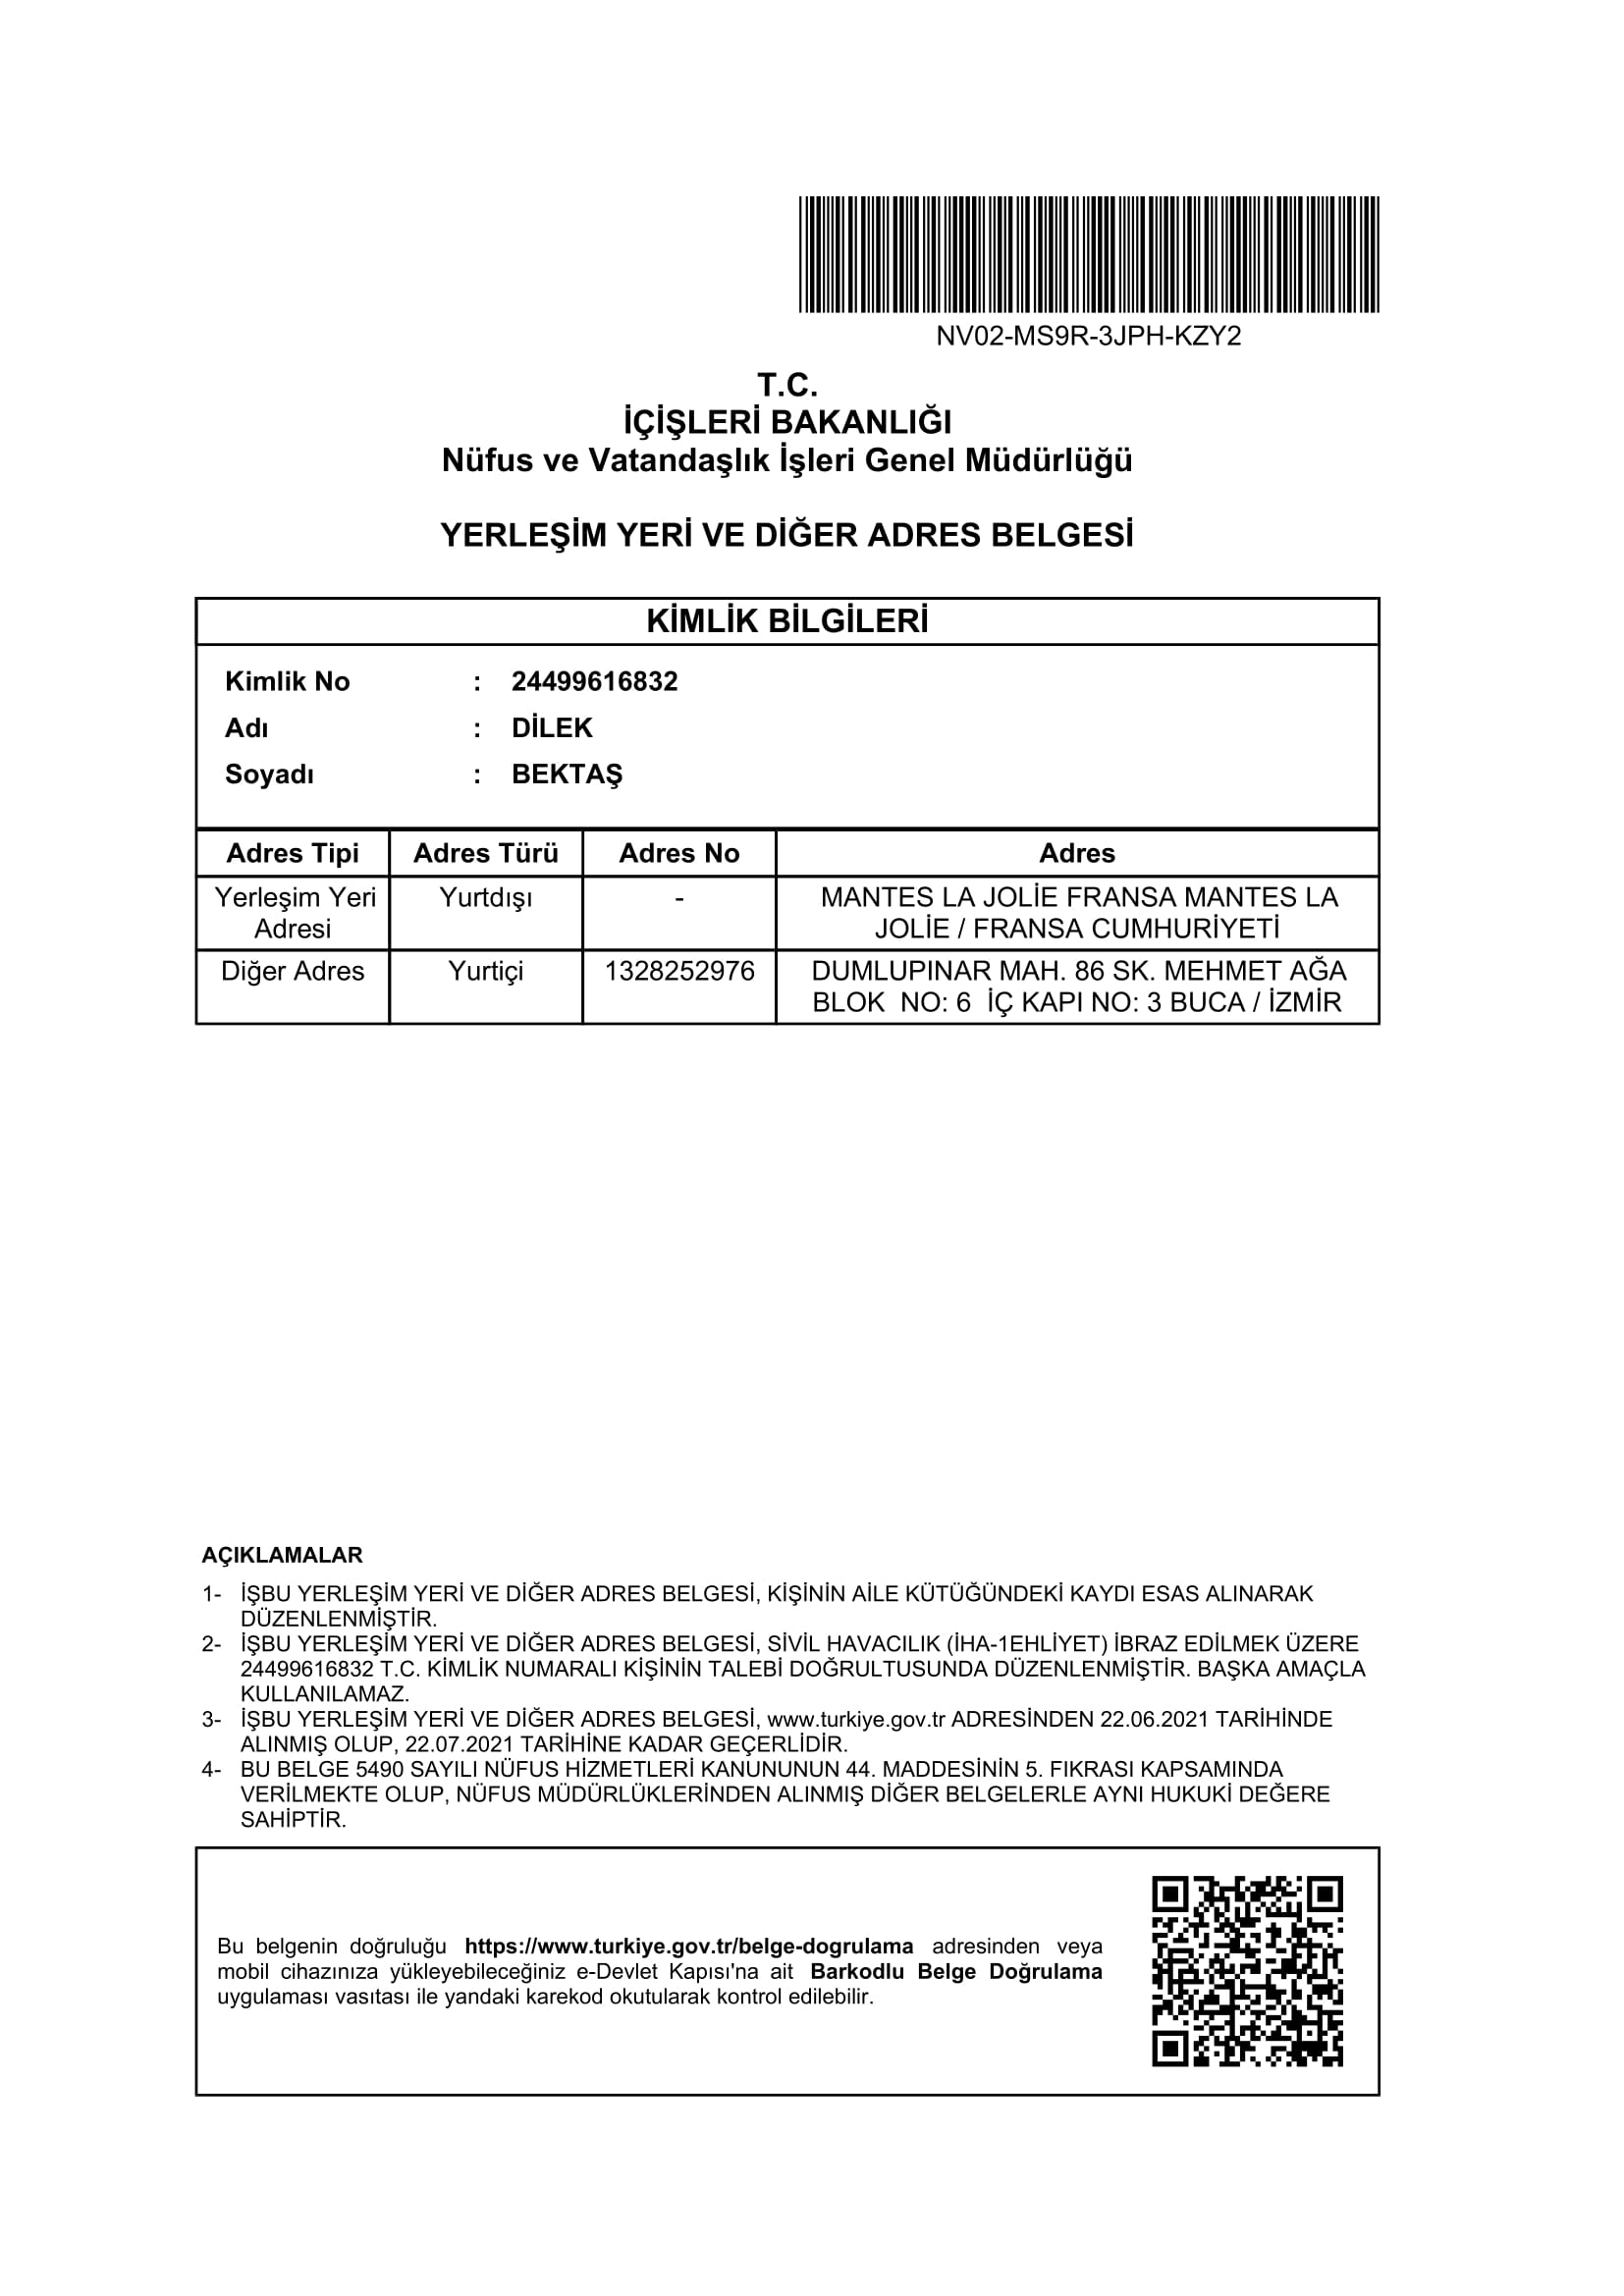 NV02-MS9R-3JPH-KZY2
T.C.
İÇİŞLERİ BAKANLIĞI
Nüfus ve Vatandaşlık İşleri Genel Müdürlüğü
YERLEŞİM YERİ VE DİĞER ADRES BELGESİ
KİMLİK BİLGİLERİ
Kimlik No : 24499616832
Adı : DİLEK
Soyadı : BEKTAŞ
Adres Tipi Adres Türü Adres No Adres
Yerleşim Yeri Yurtdışı - MANTES LA JOLİE FRANSA MANTES LA
Adresi JOLİE / FRANSA CUMHURİYETİ
Diğer Adres Yurtiçi 1328252976 DUMLUPINAR MAH. 86 SK. MEHMET AĞA
BLOK NO: 6 İÇ KAPI NO: 3 BUCA / İZMİR
AÇIKLAMALAR
1- İŞBU YERLEŞİM YERİ VE DİĞER ADRES BELGESİ, KİŞİNİN AİLE KÜTÜĞÜNDEKİ KAYDI ESAS ALINARAK
DÜZENLENMİŞTİR.
2- İŞBU YERLEŞİM YERİ VE DİĞER ADRES BELGESİ, SİVİL HAVACILIK (İHA-1EHLİYET) İBRAZ EDİLMEK ÜZERE
24499616832 T.C. KİMLİK NUMARALI KİŞİNİN TALEBİ DOĞRULTUSUNDA DÜZENLENMİŞTİR. BAŞKA AMAÇLA
KULLANILAMAZ.
3- İŞBU YERLEŞİM YERİ VE DİĞER ADRES BELGESİ, www.turkiye.gov.tr ADRESİNDEN 22.06.2021 TARİHİNDE
ALINMIŞ OLUP, 22.07.2021 TARİHİNE KADAR GEÇERLİDİR.
4- BU BELGE 5490 SAYILI NÜFUS HİZMETLERİ KANUNUNUN 44. MADDESİNİN 5. FIKRASI KAPSAMINDA
VERİLMEKTE OLUP, NÜFUS MÜDÜRLÜKLERİNDEN ALINMIŞ DİĞER BELGELERLE AYNI HUKUKİ DEĞERE
SAHİPTİR.
Bu belgenin doğruluğu https://www.turkiye.gov.tr/belge-dogrulama adresinden veya
mobil cihazınıza yükleyebileceğiniz e-Devlet Kapısı'na ait Barkodlu Belge Doğrulama
uygulaması vasıtası ile yandaki karekod okutularak kontrol edilebilir.